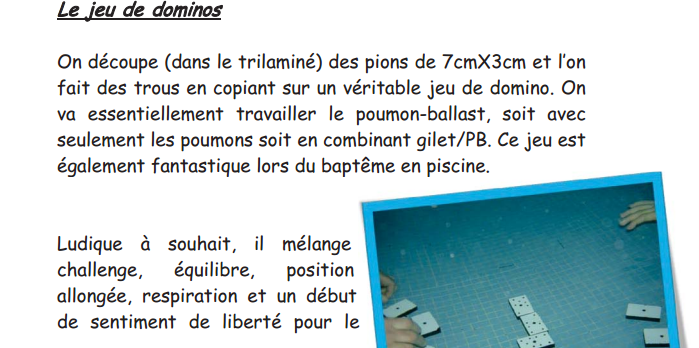 Le jeu de dominos
On découpe (dans le trilaminé) des pions de 7cmX3cm et l'on
fait des trous en copiant sur un véritable jeu de domino. On
va essentiellement travailler le poumon-ballast, soit avec
seulement les poumons soit en combinant gilet/PB. Ce jeu est
également fantastique lors du baptême en piscine.
Ludique à souhait, il mélange
challenge, équilibre, position
allongée, respiration et un début
de sentiment de liberté pour le